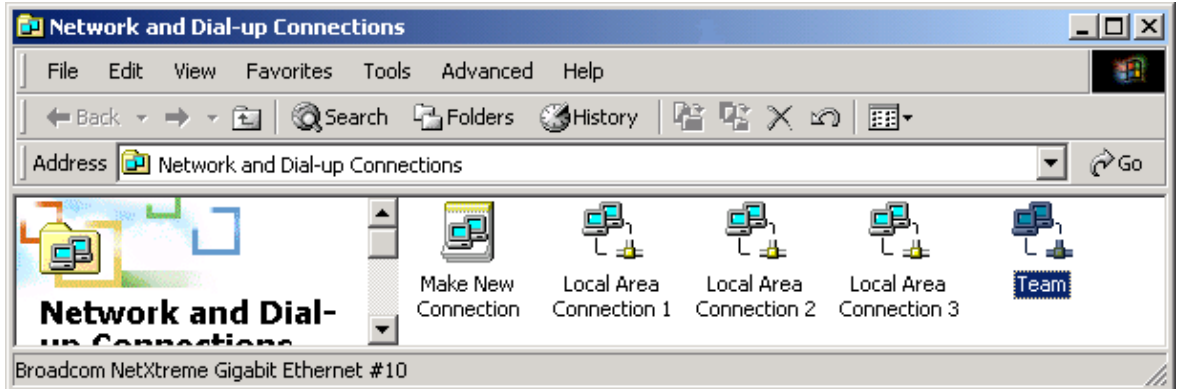 Network and Dial-up Connections
File Edit View Favorites Tools Advanced Help
Back Search Folders History
Address Network and Dial-up Connections Go
Make New Connection
Local Area Connection 1
Local Area Connection 2
Local Area Connection 3
Team
Network and Dial-
up Connections
Broadcom NetXtreme Gigabit Ethernet #10